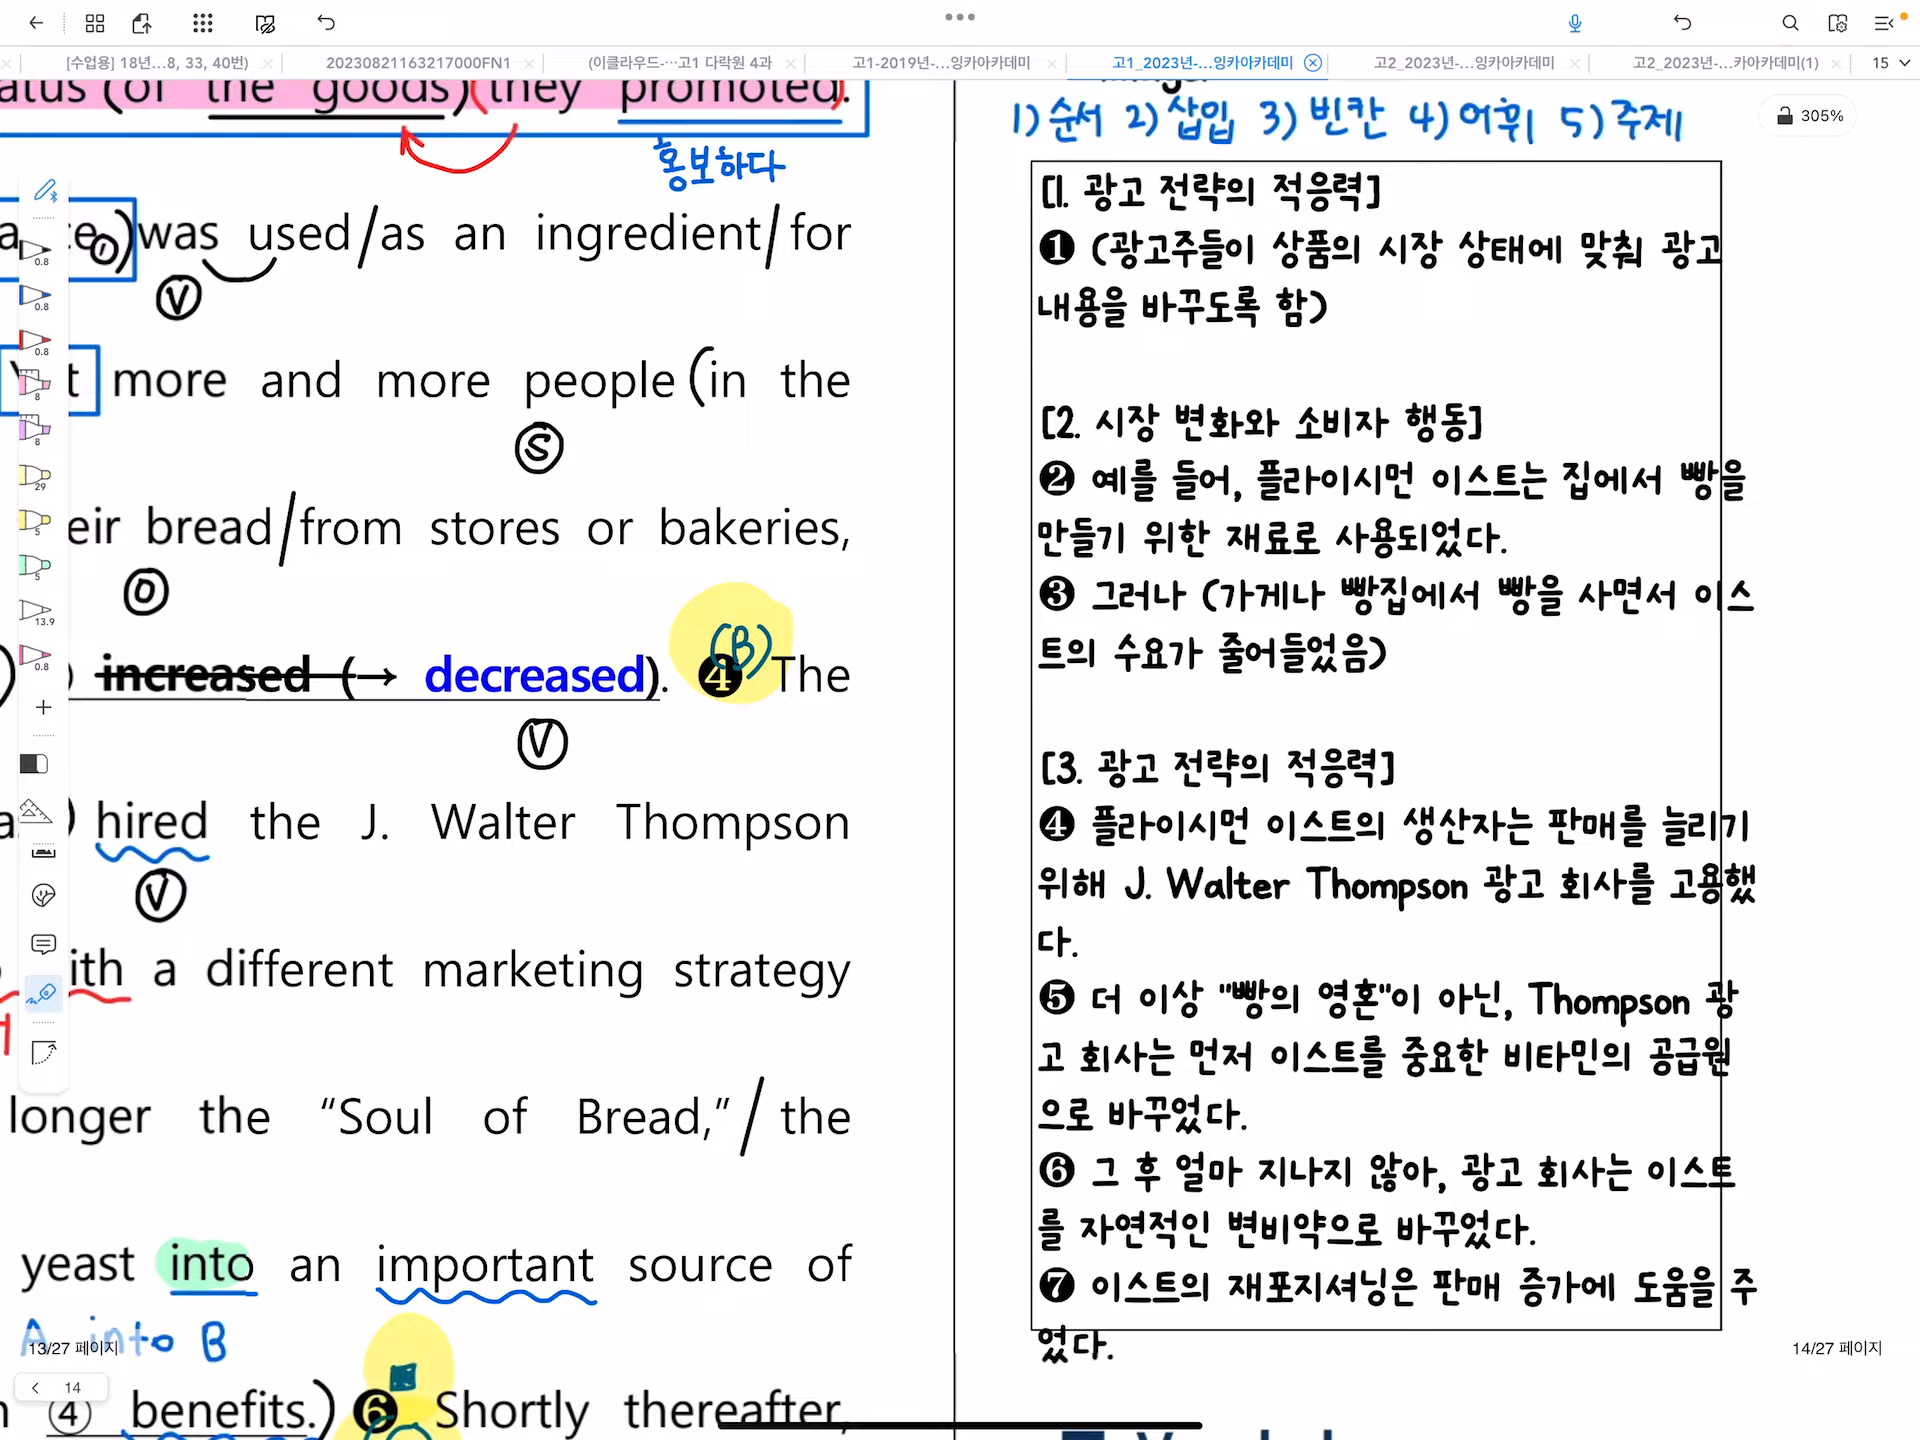 [수업용] 18년...8, 33, 40번)
20230821163217000FN1
(이클라우드-…고1 다락원 4과
고1-2019년-...잉카아카데미
고1_2023년-...잉카아카데미
고2_2023년-...잉카아카데미
고2_2023년-...카아카데미(1)
15
305%
atus (of the goods)(they promoted).
홍보하다
was used/as an ingredient/for
V
more and more people (in the
S
eir bread/from stores or bakeries,
O
increased (→ decreased). ❹ The
(B)
V
hired the J. Walter Thompson
V
ith a different marketing strategy
longer the “Soul of Bread,”/ the
yeast into an important source of
A into B
13/27 페이지
14
④ benefits.) ❻ Shortly thereafter,
0.8
0.8
0.8
8
8
29
5
5
13.9
0.8
1) 순서 2) 삽입 3) 빈칸 4) 어휘 5) 주제
[1. 광고 전략의 적응력]
❶ (광고주들이 상품의 시장 상태에 맞춰 광고
내용을 바꾸도록 함)
[2. 시장 변화와 소비자 행동]
❷ 예를 들어, 플라이시먼 이스트는 집에서 빵을
만들기 위한 재료로 사용되었다.
❸ 그러나 (가게나 빵집에서 빵을 사면서 이스
트의 수요가 줄어들었음)
[3. 광고 전략의 적응력]
❹ 플라이시먼 이스트의 생산자는 판매를 늘리기
위해 J. Walter Thompson 광고 회사를 고용했
다.
❺ 더 이상 "빵의 영혼"이 아닌, Thompson 광
고 회사는 먼저 이스트를 중요한 비타민의 공급원
으로 바꾸었다.
❻ 그 후 얼마 지나지 않아, 광고 회사는 이스트
를 자연적인 변비약으로 바꾸었다.
❼ 이스트의 재포지셔닝은 판매 증가에 도움을 주
었다.
14/27 페이지